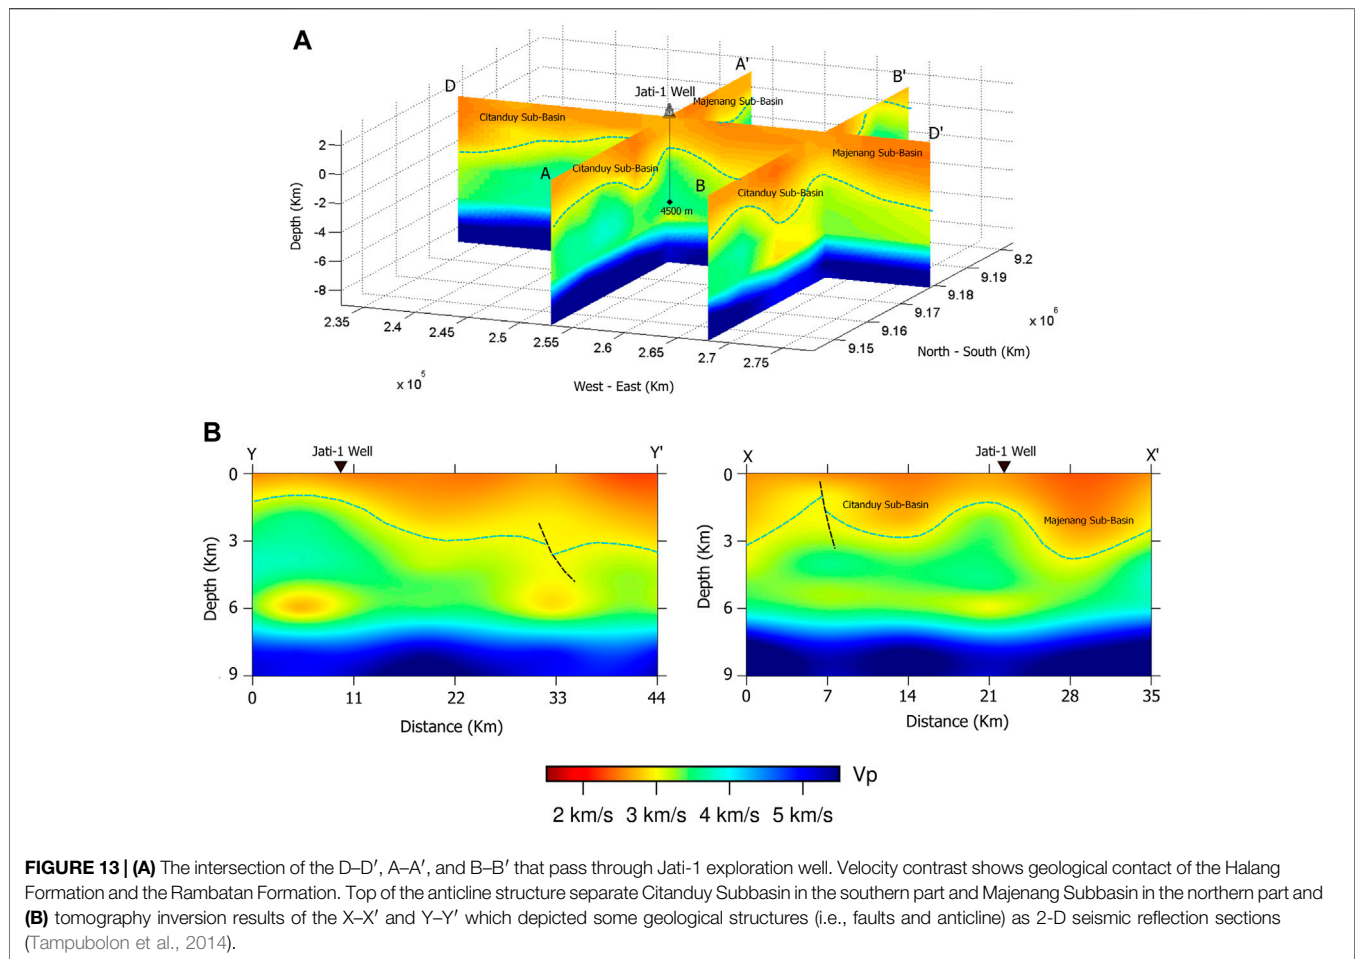 A
D
A'
B'
Jati-1 Well
Majenang Sub-Basin
Citanduy Sub-Basin
D'
Majenang Sub-Basin
A
Citanduy Sub-Basin
B
Citanduy Sub-Basin
4500 m
2
0
-2
-4
-6
-8
Depth (Km)
2.35
2.4
2.45
2.5
2.55
2.6
2.65
2.7
2.75
x 10⁵
West - East (Km)
9.15
9.16
9.17
9.18
9.19
9.2
x 10⁶
North - South (Km)
B
Y
Jati-1 Well
Y'
0
3
6
9
Depth (Km)
0
11
22
33
44
Distance (Km)
X
Jati-1 Well
X'
Citanduy Sub-Basin
Majenang Sub-Basin
0
3
6
9
Depth (Km)
0
7
14
21
28
35
Distance (Km)
Vp
2 km/s 3 km/s 4 km/s 5 km/s
FIGURE 13 | (A) The intersection of the D–D′, A–A′, and B–B′ that pass through Jati-1 exploration well. Velocity contrast shows geological contact of the Halang
Formation and the Rambatan Formation. Top of the anticline structure separate Citanduy Subbasin in the southern part and Majenang Subbasin in the northern part and
(B) tomography inversion results of the X–X′ and Y–Y′ which depicted some geological structures (i.e., faults and anticline) as 2-D seismic reflection sections
(Tampubolon et al., 2014).